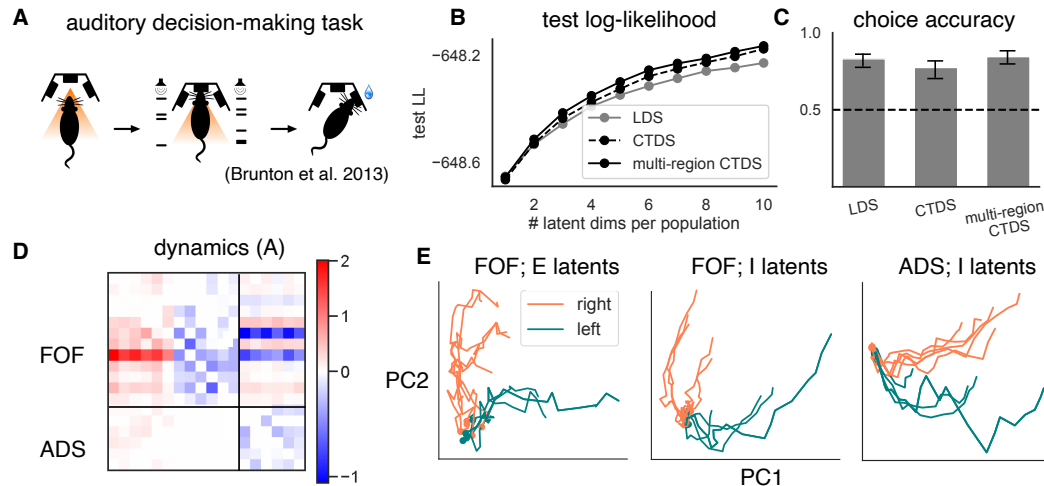 A
auditory decision-making task
(Brunton et al. 2013)
B
test log-likelihood
−648.2
−648.6
test LL
LDS
CTDS
multi-region CTDS
2
4
6
8
10
# latent dims per population
C
choice accuracy
1.0
0.5
LDS
CTDS
multi-region
CTDS
D
dynamics (A)
FOF
ADS
2
1
0
−1
E
FOF; E latents
FOF; I latents
ADS; I latents
right
left
PC2
PC1